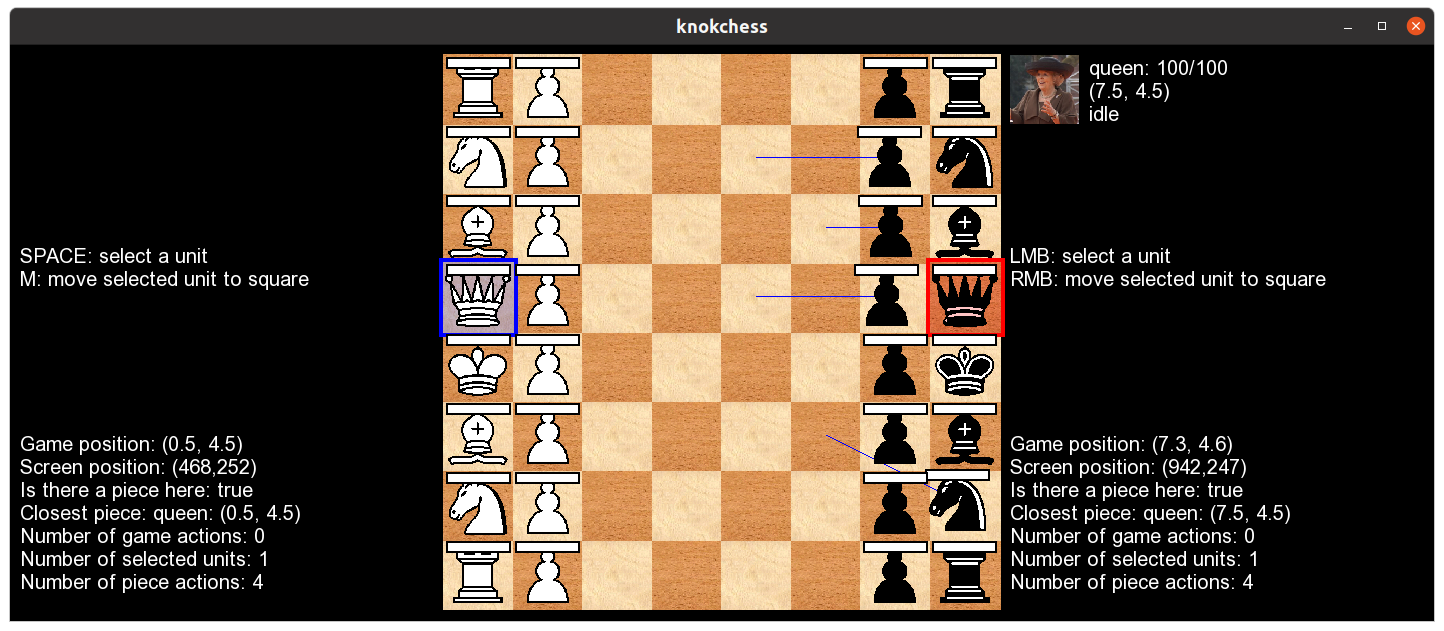 knokchess
queen: 100/100
(7.5, 4.5)
idle
SPACE: select a unit
M: move selected unit to square
LMB: select a unit
RMB: move selected unit to square
Game position: (0.5, 4.5)
Screen position: (468,252)
Is there a piece here: true
Closest piece: queen: (0.5, 4.5)
Number of game actions: 0
Number of selected units: 1
Number of piece actions: 4
Game position: (7.3, 4.6)
Screen position: (942,247)
Is there a piece here: true
Closest piece: queen: (7.5, 4.5)
Number of game actions: 0
Number of selected units: 1
Number of piece actions: 4